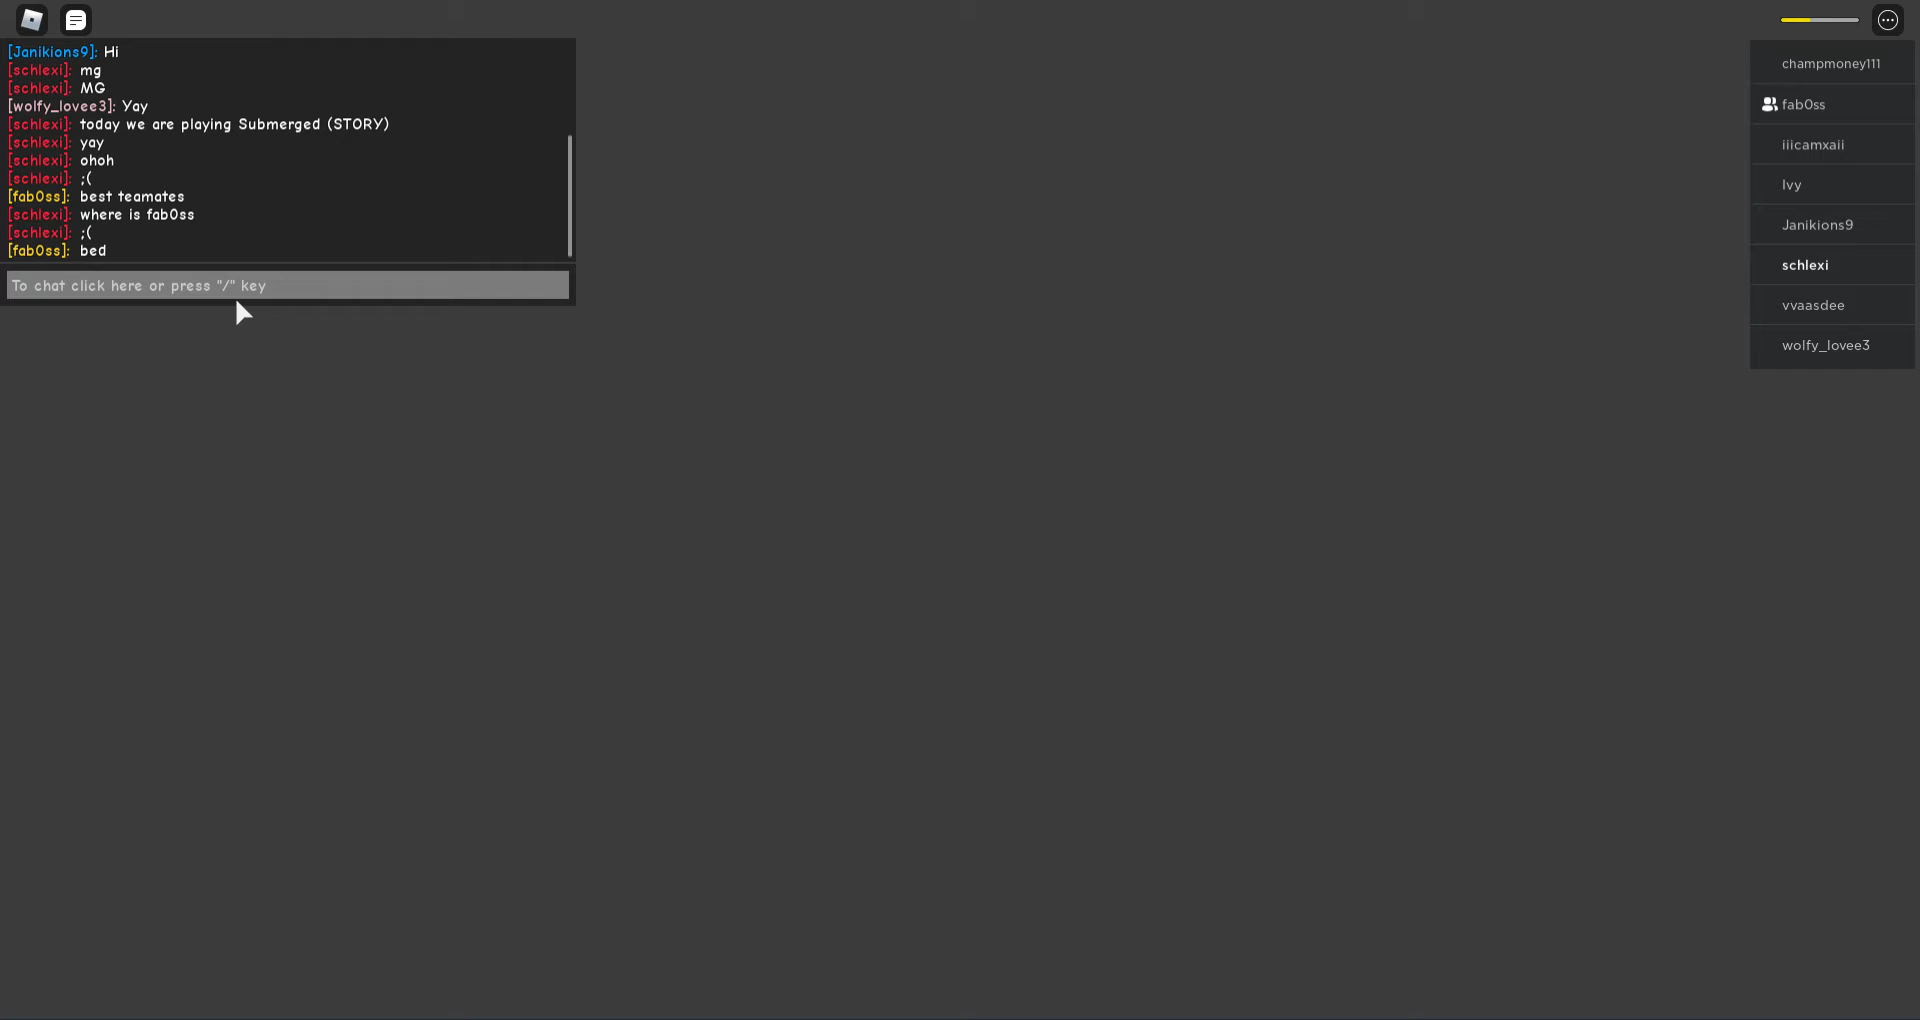 [Janikions9]: Hi
[schlexi]: mg
[schlexi]: MG
[wolfy_lovee3]: Yay
[schlexi]: today we are playing Submerged (STORY)
[schlexi]: yay
[schlexi]: ohoh
[schlexi]: ;(
[fab0ss]: best teamates
[schlexi]: where is fab0ss
[schlexi]: ;(
[fab0ss]: bed
To chat click here or press "/" key
champmoney111
fab0ss
iiicamxaii
Ivy
Janikions9
schlexi
vvaasdee
wolfy_lovee3